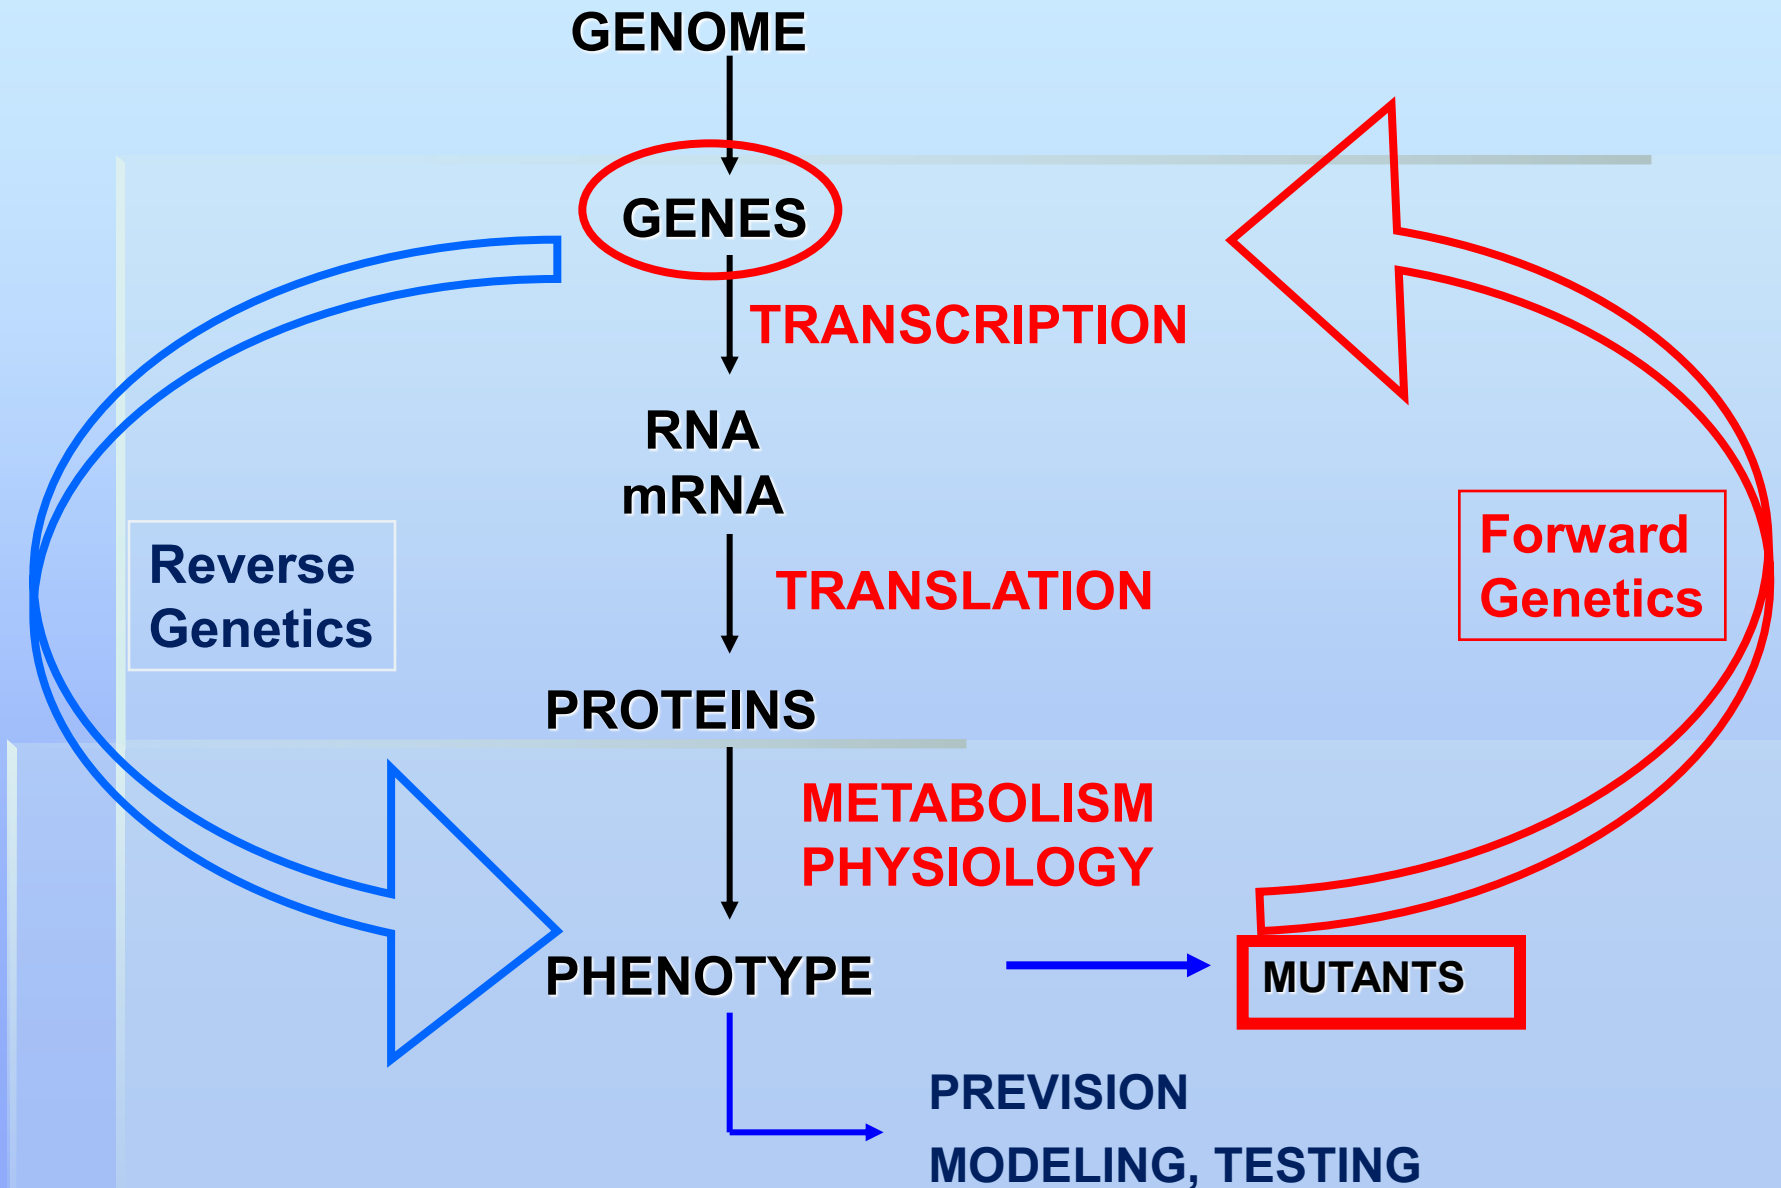 GENOME
GENES
TRANSCRIPTION
RNA
mRNA
Reverse
Genetics
Forward
Genetics
TRANSLATION
PROTEINS
METABOLISM
PHYSIOLOGY
PHENOTYPE
MUTANTS
PREVISION
MODELING, TESTING